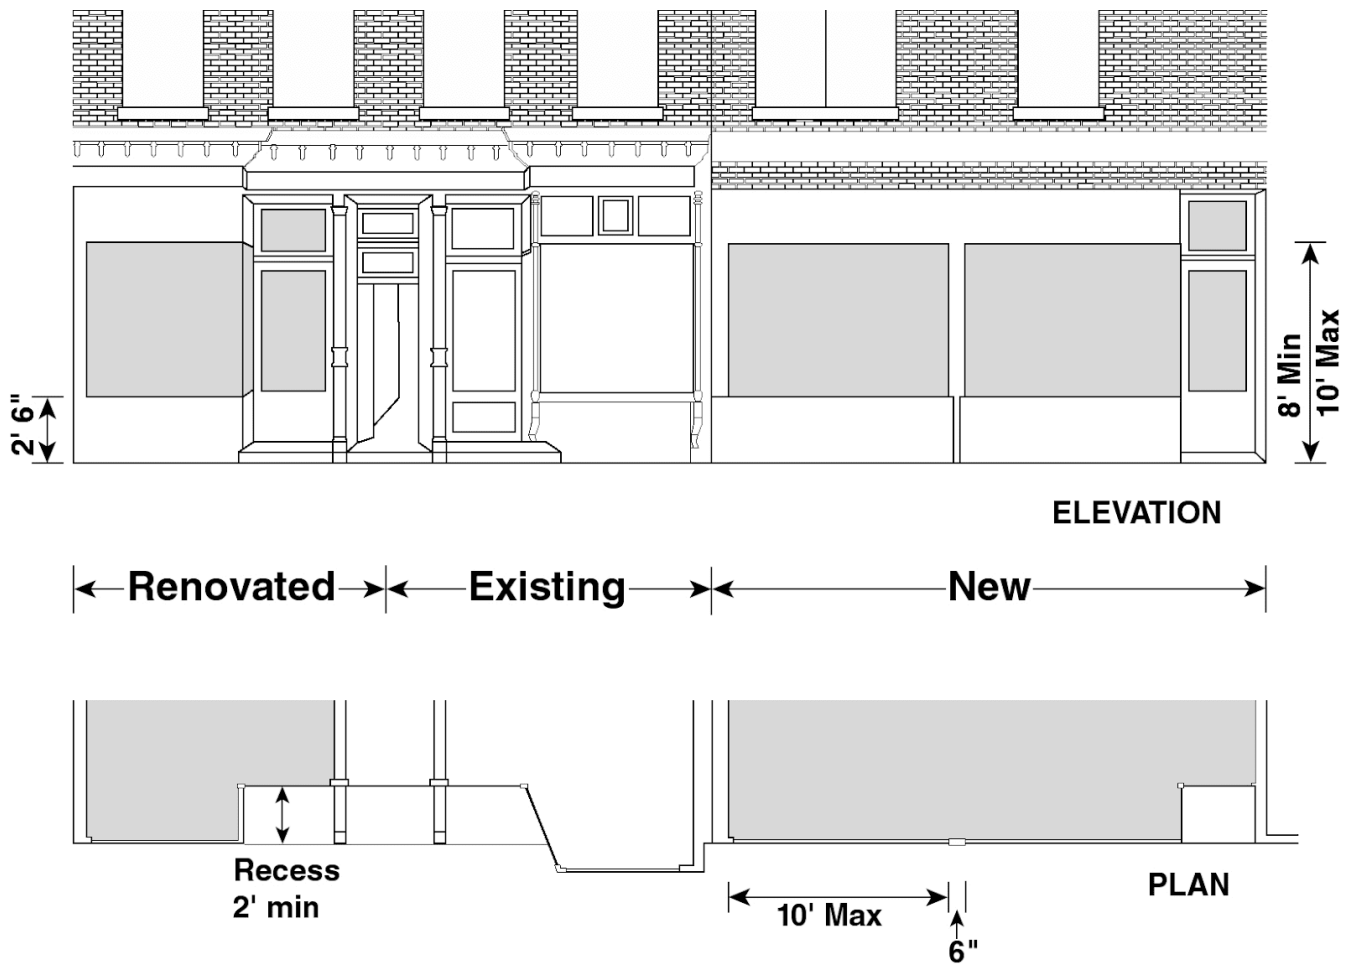 2' 6"
8' Min
10' Max
ELEVATION
Renovated
Existing
New
Recess
2' min
PLAN
10' Max
6"